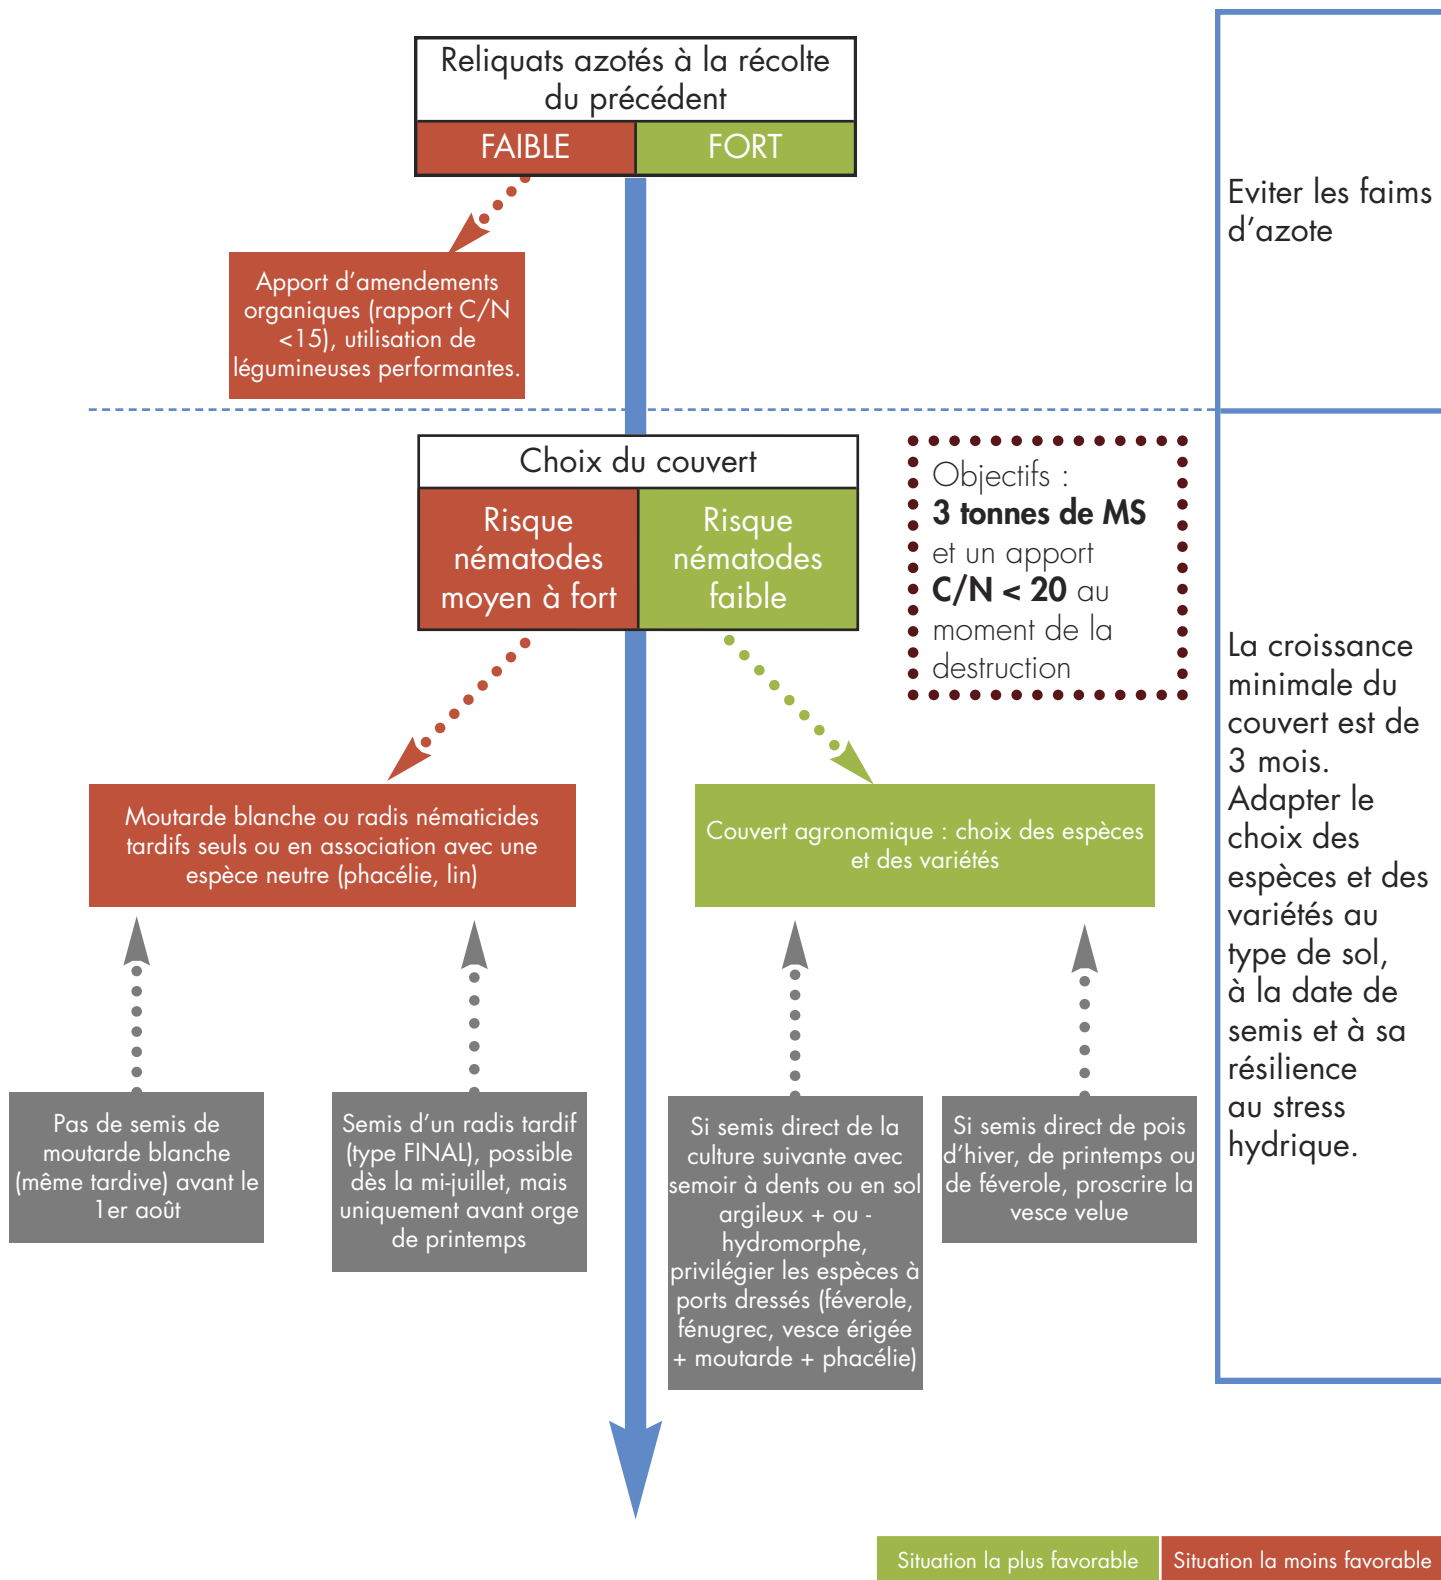 Reliquats azotés à la récolte
du précédent
FAIBLE
FORT
Eviter les faims
d'azote
Apport d'amendements
organiques (rapport C/N
<15), utilisation de
légumineuses performantes.
Choix du couvert
Risque
nématodes
moyen à fort
Risque
nématodes
faible
Objectifs :
3 tonnes de MS
et un apport
C/N < 20 au
moment de la
destruction
La croissance
minimale du
couvert est de
3 mois.
Adapter le
choix des
espèces et des
variétés au
type de sol,
à la date de
semis et à sa
résilience
au stress
hydrique.
Moutarde blanche ou radis nématicides
tardifs seuls ou en association avec une
espèce neutre (phacélie, lin)
Couvert agronomique : choix des espèces
et des variétés
Pas de semis de
moutarde blanche
(même tardive) avant le
1er août
Semis d'un radis tardif
(type FINAL), possible
dès la mi-juillet, mais
uniquement avant orge
de printemps
Si semis direct de la
culture suivante avec
semoir à dents ou en sol
argileux + ou -
hydromorphe,
privilégier les espèces à
ports dressés (féverole,
fénugrec, vesce érigée
+ moutarde + phacélie)
Si semis direct de pois
d'hiver, de printemps ou
de féverole, proscrire la
vesce velue
Situation la plus favorable
Situation la moins favorable